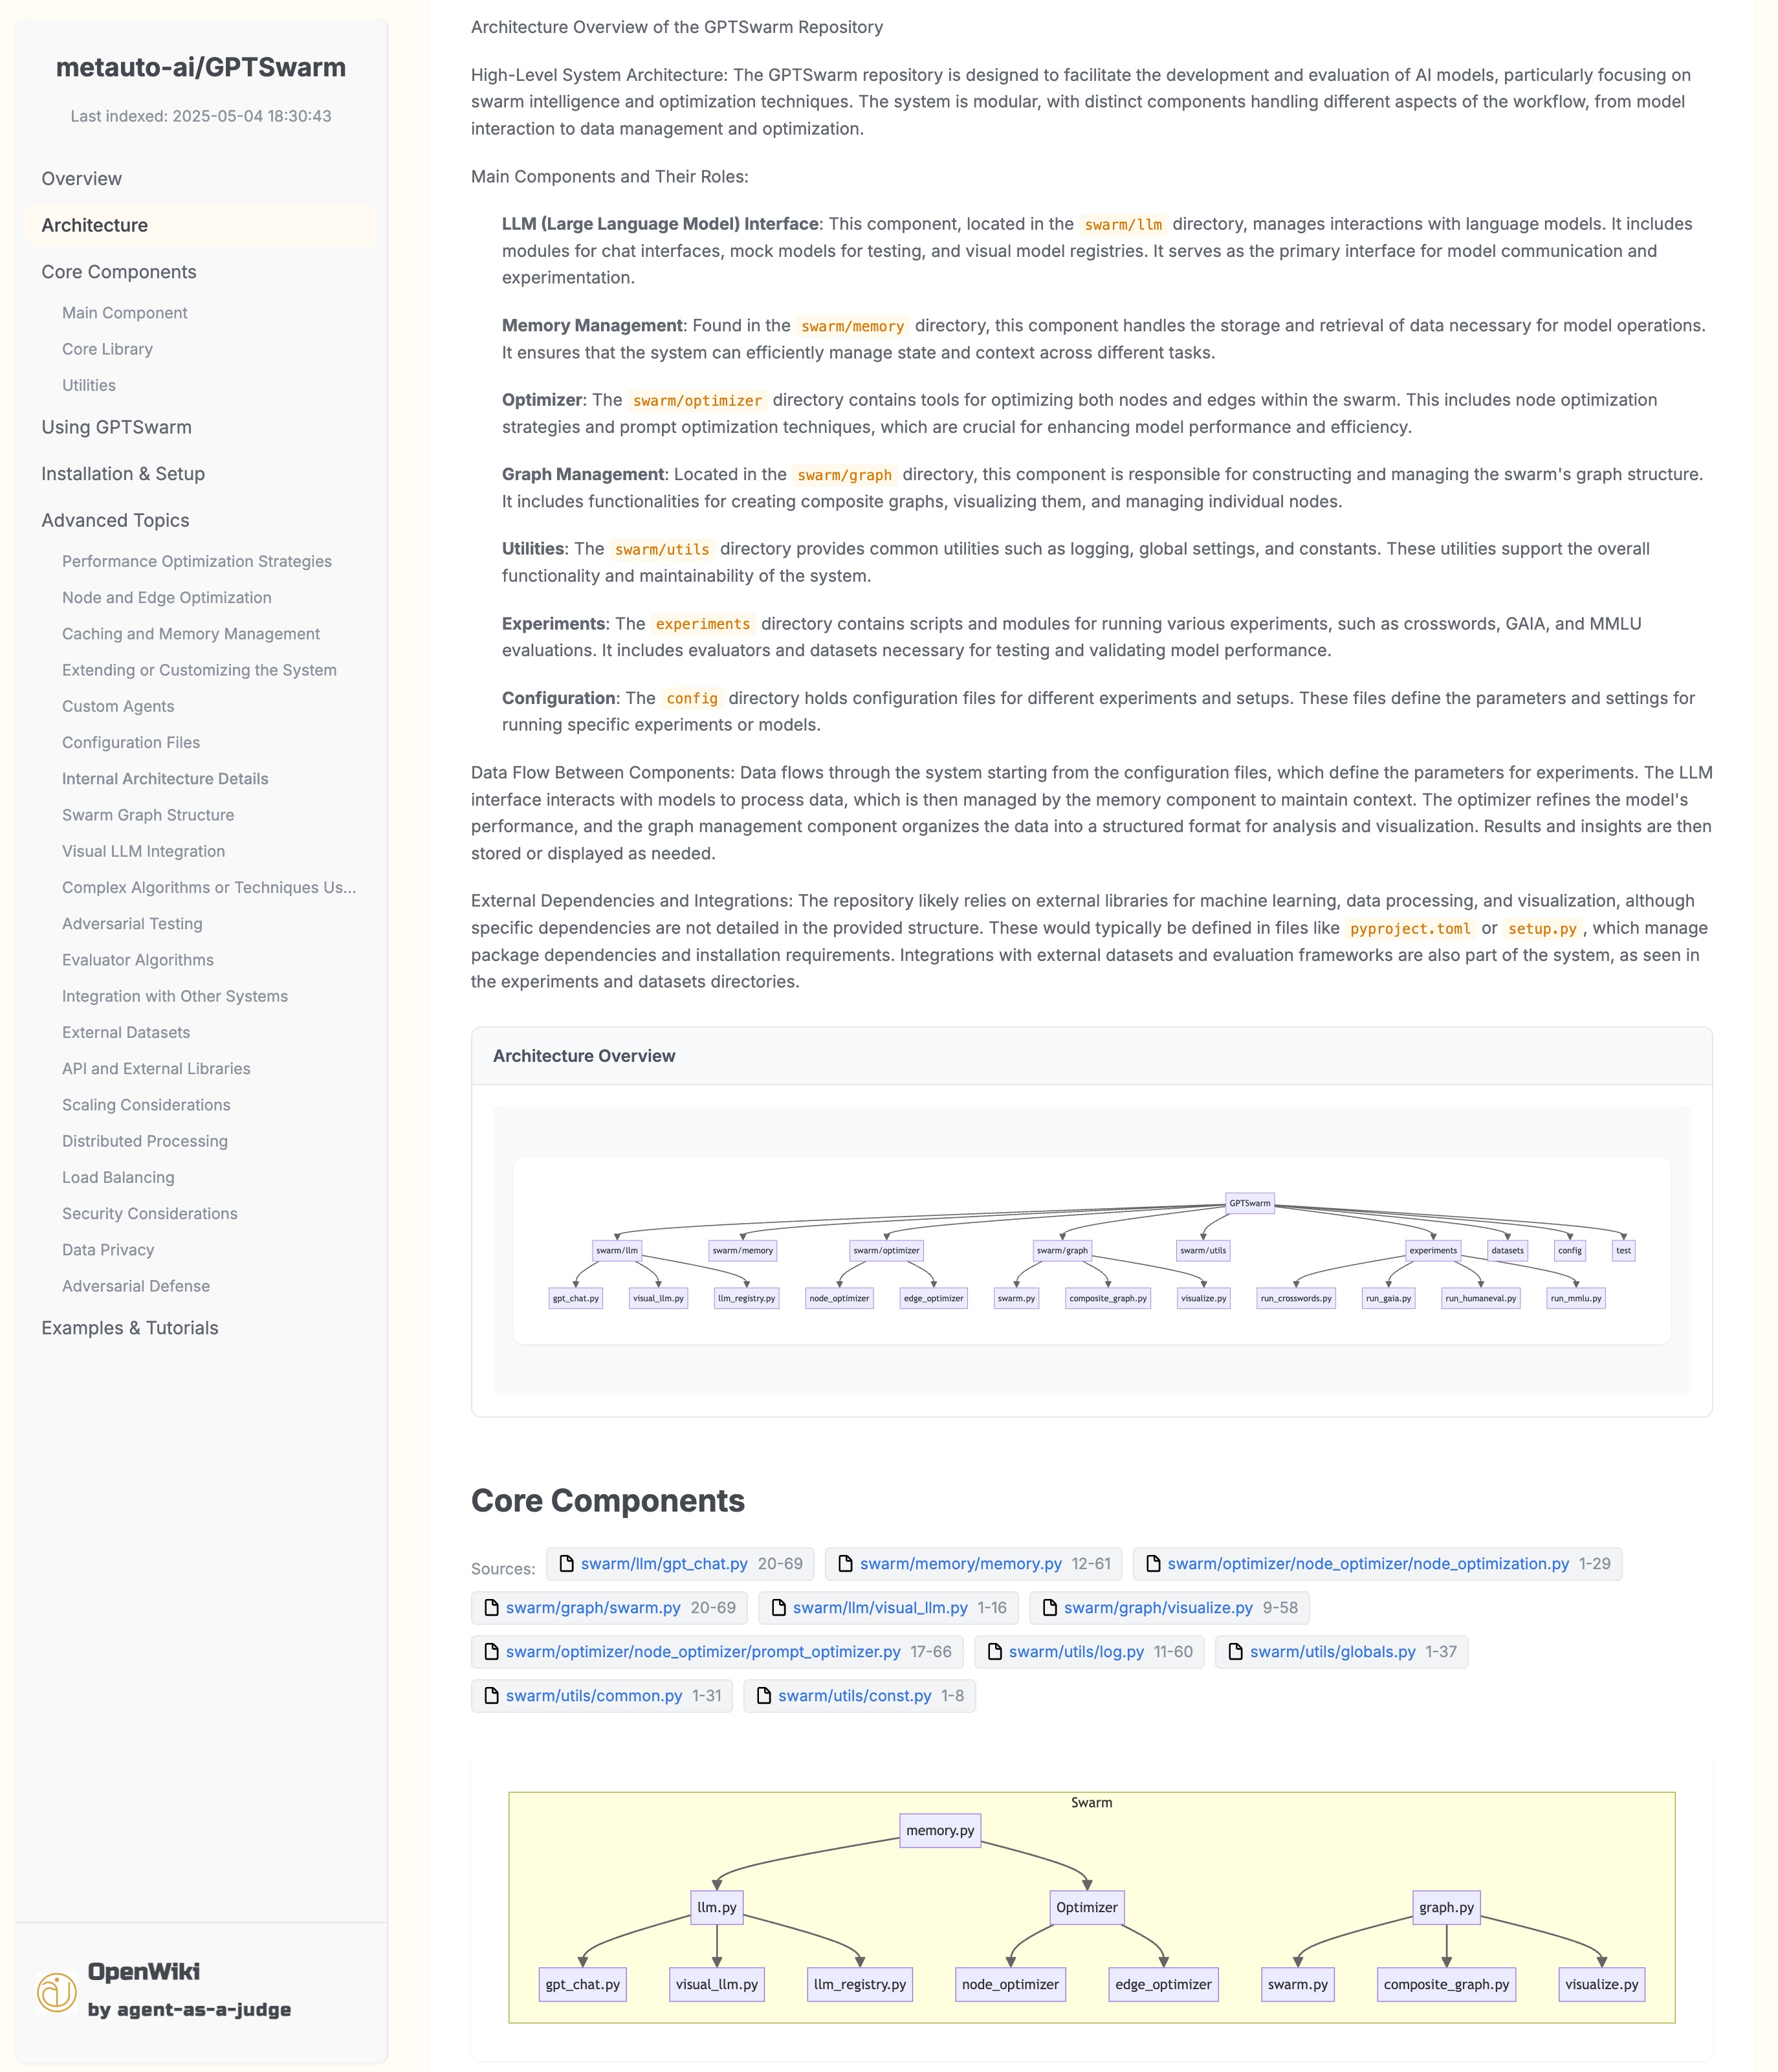 metauto-ai/GPTSwarm
Last indexed: 2025-05-04 18:30:43
Overview
Architecture
Core Components
Main Component
Core Library
Utilities
Using GPTSwarm
Installation & Setup
Advanced Topics
Performance Optimization Strategies
Node and Edge Optimization
Caching and Memory Management
Extending or Customizing the System
Custom Agents
Configuration Files
Internal Architecture Details
Swarm Graph Structure
Visual LLM Integration
Complex Algorithms or Techniques Us...
Adversarial Testing
Evaluator Algorithms
Integration with Other Systems
External Datasets
API and External Libraries
Scaling Considerations
Distributed Processing
Load Balancing
Security Considerations
Data Privacy
Adversarial Defense
Examples & Tutorials
OpenWiki
by agent-as-a-judge
Architecture Overview of the GPTSwarm Repository
High-Level System Architecture: The GPTSwarm repository is designed to facilitate the development and evaluation of AI models, particularly focusing on
swarm intelligence and optimization techniques. The system is modular, with distinct components handling different aspects of the workflow, from model
interaction to data management and optimization.
Main Components and Their Roles:
LLM (Large Language Model) Interface: This component, located in the swarm/llm directory, manages interactions with language models. It includes
modules for chat interfaces, mock models for testing, and visual model registries. It serves as the primary interface for model communication and
experimentation.
Memory Management: Found in the swarm/memory directory, this component handles the storage and retrieval of data necessary for model operations.
It ensures that the system can efficiently manage state and context across different tasks.
Optimizer: The swarm/optimizer directory contains tools for optimizing both nodes and edges within the swarm. This includes node optimization
strategies and prompt optimization techniques, which are crucial for enhancing model performance and efficiency.
Graph Management: Located in the swarm/graph directory, this component is responsible for constructing and managing the swarm's graph structure.
It includes functionalities for creating composite graphs, visualizing them, and managing individual nodes.
Utilities: The swarm/utils directory provides common utilities such as logging, global settings, and constants. These utilities support the overall
functionality and maintainability of the system.
Experiments: The experiments directory contains scripts and modules for running various experiments, such as crosswords, GAIA, and MMLU
evaluations. It includes evaluators and datasets necessary for testing and validating model performance.
Configuration: The config directory holds configuration files for different experiments and setups. These files define the parameters and settings for
running specific experiments or models.
Data Flow Between Components: Data flows through the system starting from the configuration files, which define the parameters for experiments. The LLM
interface interacts with models to process data, which is then managed by the memory component to maintain context. The optimizer refines the model's
performance, and the graph management component organizes the data into a structured format for analysis and visualization. Results and insights are then
stored or displayed as needed.
External Dependencies and Integrations: The repository likely relies on external libraries for machine learning, data processing, and visualization, although
specific dependencies are not detailed in the provided structure. These would typically be defined in files like pyproject.toml or setup.py , which manage
package dependencies and installation requirements. Integrations with external datasets and evaluation frameworks are also part of the system, as seen in
the experiments and datasets directories.
Architecture Overview
GPTSwarm
swarm/llm swarm/memory swarm/optimizer swarm/graph swarm/utils experiments datasets config test
gpt_chat.py visual_llm.py llm_registry.py node_optimizer edge_optimizer swarm.py composite_graph.py visualize.py run_crosswords.py run_gaia.py run_humaneval.py run_mmlu.py
Core Components
Sources: swarm/llm/gpt_chat.py 20-69 swarm/memory/memory.py 12-61 swarm/optimizer/node_optimizer/node_optimization.py 1-29
swarm/graph/swarm.py 20-69 swarm/llm/visual_llm.py 1-16 swarm/graph/visualize.py 9-58
swarm/optimizer/node_optimizer/prompt_optimizer.py 17-66 swarm/utils/log.py 11-60 swarm/utils/globals.py 1-37
swarm/utils/common.py 1-31 swarm/utils/const.py 1-8
Swarm
memory.py
llm.py Optimizer graph.py
gpt_chat.py visual_llm.py llm_registry.py node_optimizer edge_optimizer swarm.py composite_graph.py visualize.py